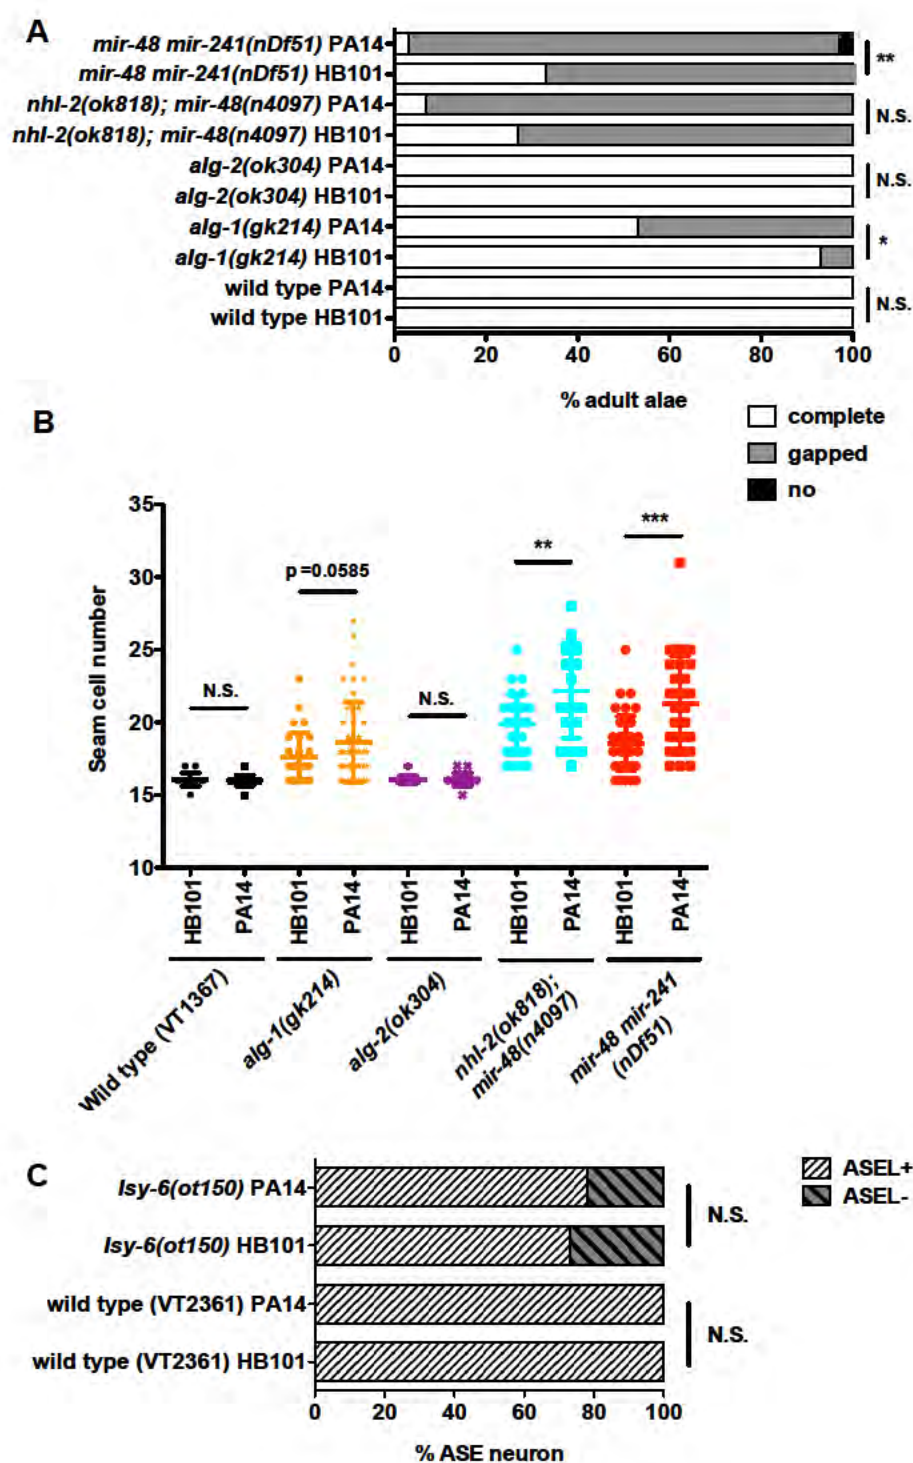 A
mir-48 mir-241(nDf51) PA14
**
mir-48 mir-241(nDf51) HB101
nhl-2(ok818); mir-48(n4097) PA14
N.S.
nhl-2(ok818); mir-48(n4097) HB101
alg-2(ok304) PA14
N.S.
alg-2(ok304) HB101
alg-1(gk214) PA14
*
alg-1(gk214) HB101
wild type PA14
N.S.
wild type HB101
0 20 40 60 80 100
% adult alae
complete
gapped
no
B
Seam cell number
35
30
25
20
15
10
N.S.
p=0.0585
N.S.
**
***
HB101 PA14 HB101 PA14 HB101 PA14 HB101 PA14 HB101 PA14
Wild type (VT1367)
alg-1(gk214)
alg-2(ok304)
nhl-2(ok818);
mir-48(n4097)
mir-48 mir-241
(nDf51)
C
ASEL+
ASEL-
lsy-6(ot150) PA14
N.S.
lsy-6(ot150) HB101
wild type (VT2361) PA14
N.S.
wild type (VT2361) HB101
0 20 40 60 80 100
% ASE neuron